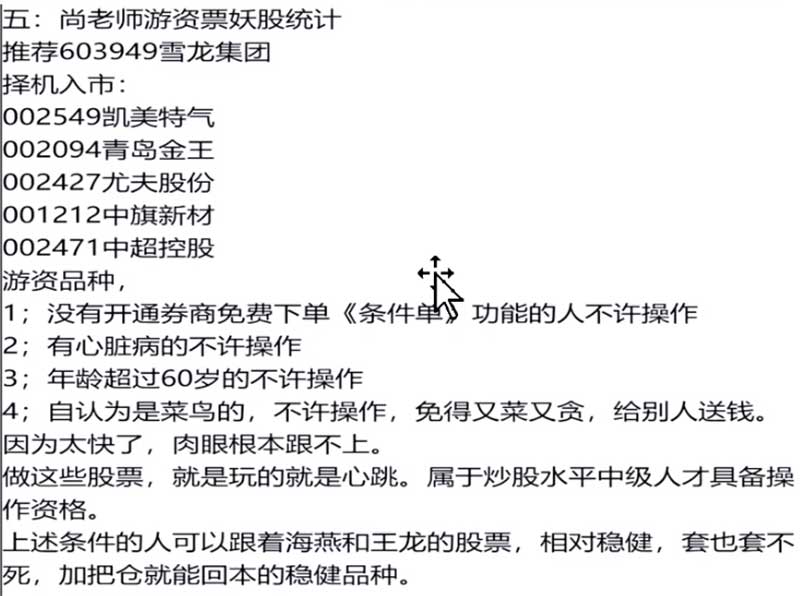 五：尚老师游资票妖股统计
推荐603949雪龙集团
择机入市：
002549凯美特气
002094青岛金王
002427尤夫股份
001212中旗新材
002471中超控股
游资品种，
1；没有开通券商免费下单《条件单》功能的人不许操作
2；有心脏病的不许操作
3；年龄超过60岁的不许操作
4；自认为是菜鸟的，不许操作，免得又菜又贪，给别人送钱。
因为太快了，肉眼根本跟不上。
做这些股票，就是玩的就是心跳。属于炒股水平中级人才具备操
作资格。
上述条件的人可以跟着海燕和王龙的股票，相对稳健，套也套不
死，加把仓就能回本的稳健品种。